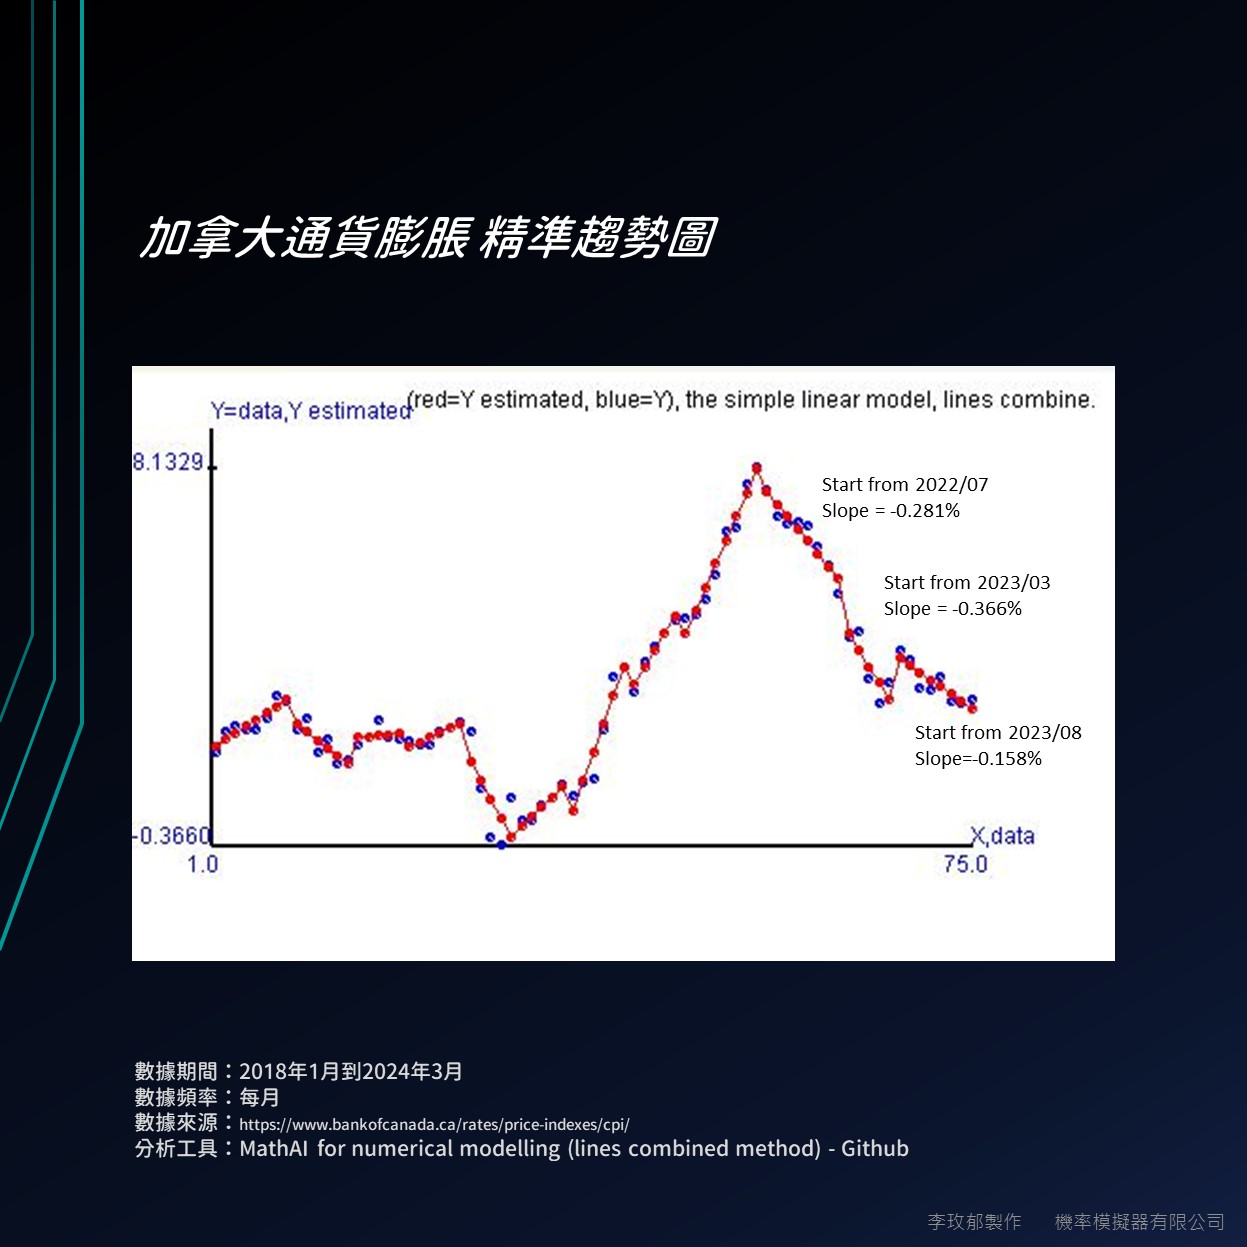 加拿大通貨膨脹 精準趨勢圖
(red=Y estimated, blue=Y), the simple linear model, lines combine.
Y=data,Y estimated
8.1329
Start from 2022/07
Slope = -0.281%
Start from 2023/03
Slope = -0.366%
Start from 2023/08
Slope=-0.158%
-0.3660
X,data
1.0
75.0
數據期間：2018年1月到2024年3月
數據頻率：每月
數據來源：https://www.bankofcanada.ca/rates/price-indexes/cpi/
分析工具：MathAI for numerical modelling (lines combined method) - Github
李玫郁製作 機率模擬器有限公司